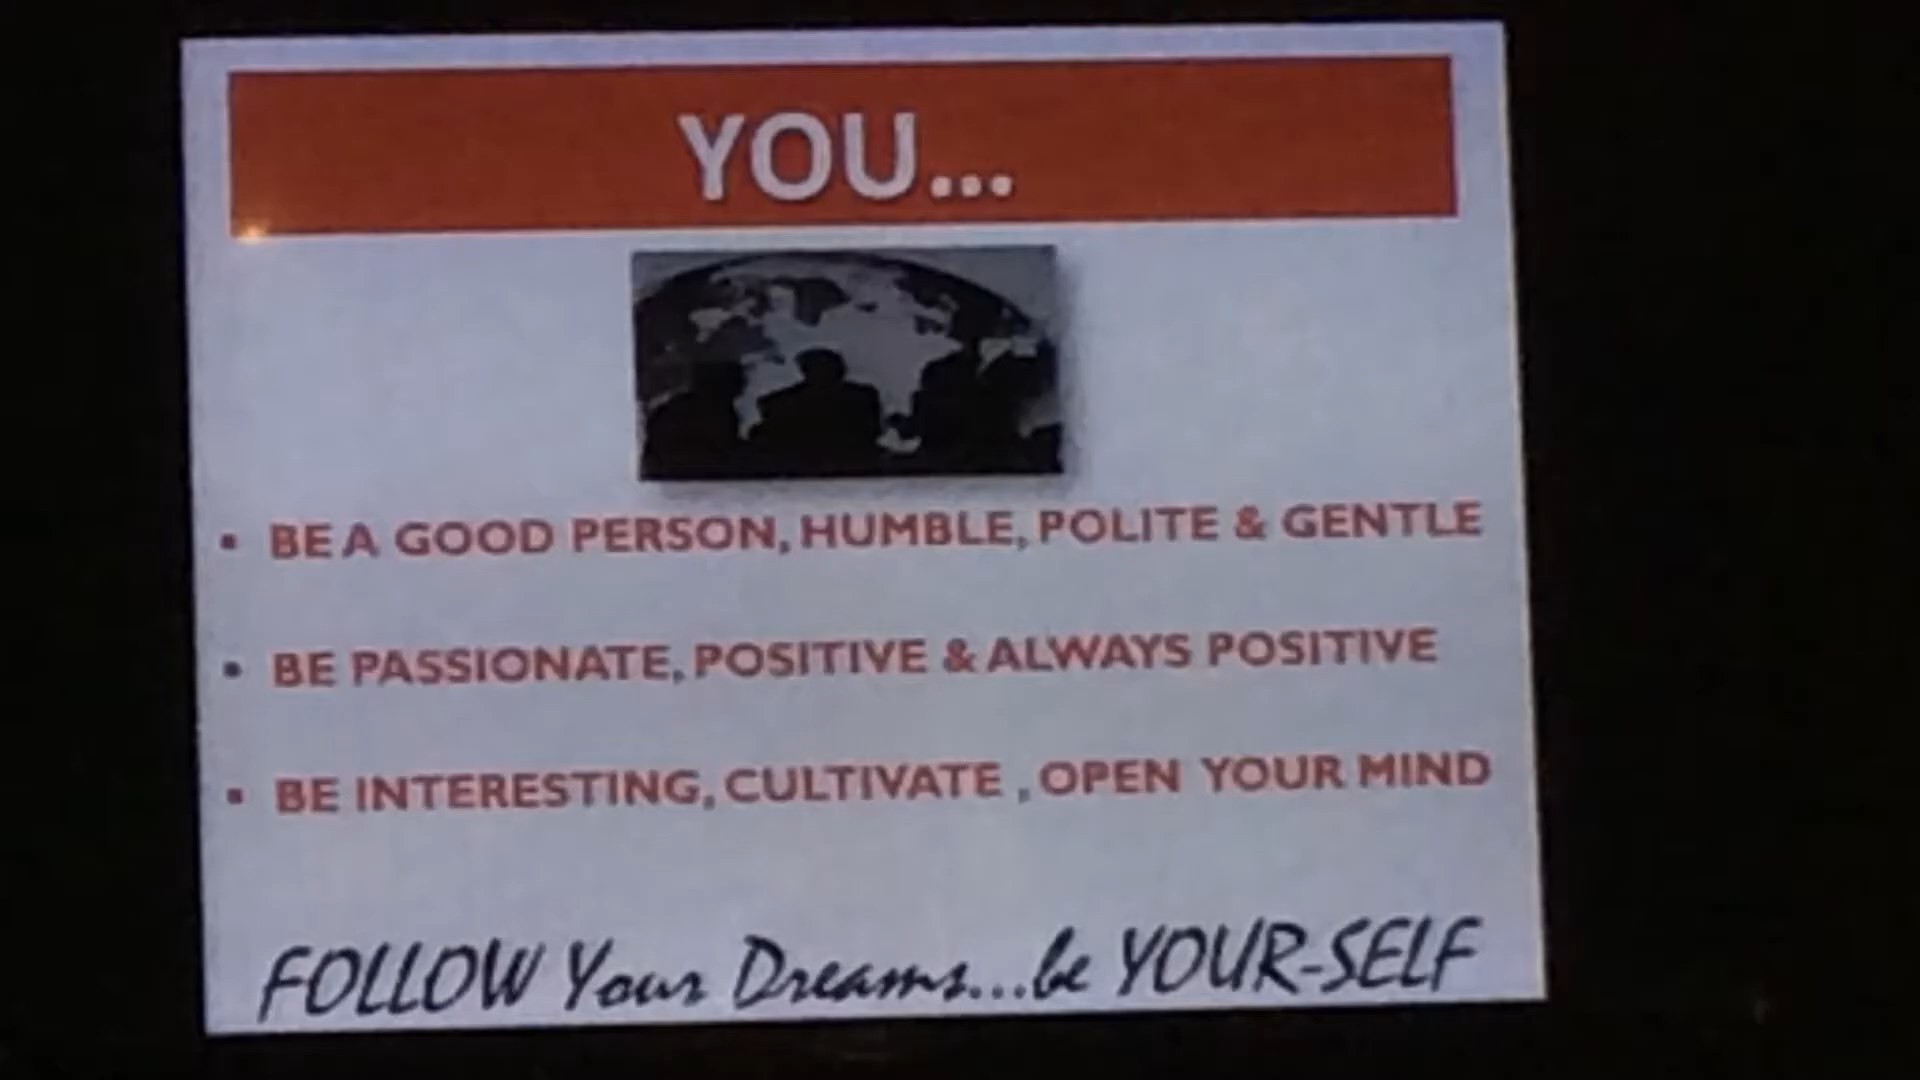 YOU...
▪ BE A GOOD PERSON, HUMBLE, POLITE & GENTLE
▪ BE PASSIONATE, POSITIVE & ALWAYS POSITIVE
▪ BE INTERESTING, CULTIVATE , OPEN YOUR MIND
FOLLOW Your Dreams...be YOUR-SELF